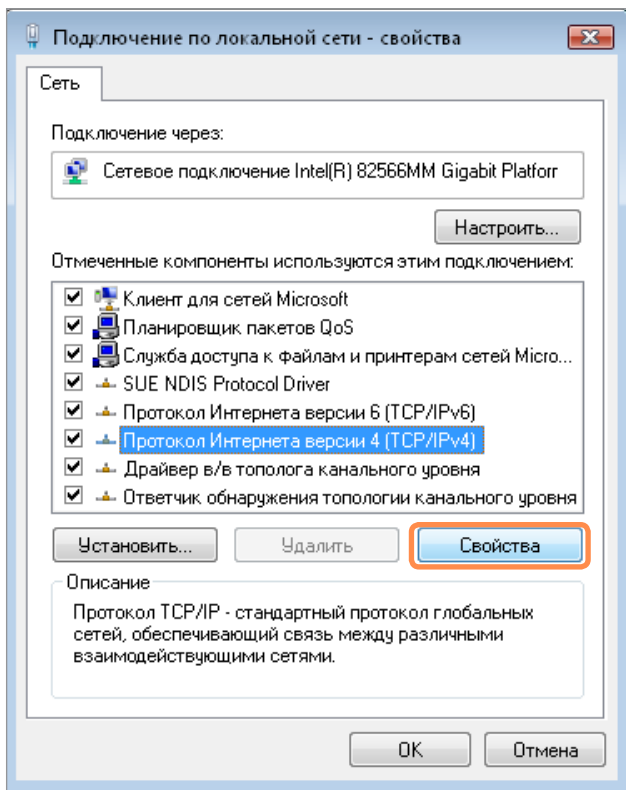 Подключение по локальной сети - свойства
Сеть
Подключение через:
Сетевое подключение Intel(R) 82566MM Gigabit Platforr
Настроить...
Отмеченные компоненты используются этим подключением:
Клиент для сетей Microsoft
Планировщик пакетов QoS
Служба доступа к файлам и принтерам сетей Micro...
SUE NDIS Protocol Driver
Протокол Интернета версии 6 (TCP/IPv6)
Протокол Интернета версии 4 (TCP/IPv4)
Драйвер в/в тополога канального уровня
Ответчик обнаружения топологии канального уровня
Установить... Удалить Свойства
Описание
Протокол TCP/IP - стандартный протокол глобальных
сетей, обеспечивающий связь между различными
взаимодействующими сетями.
OK Отмена